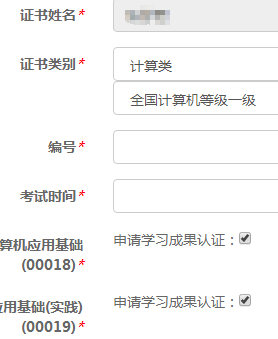 证书姓名*
证书类别*
计算类
全国计算机等级一级
编号*
考试时间*
算机应用基础
(00018)*
申请学习成果认证：
应用基础(实践)
(00019)*
申请学习成果认证：